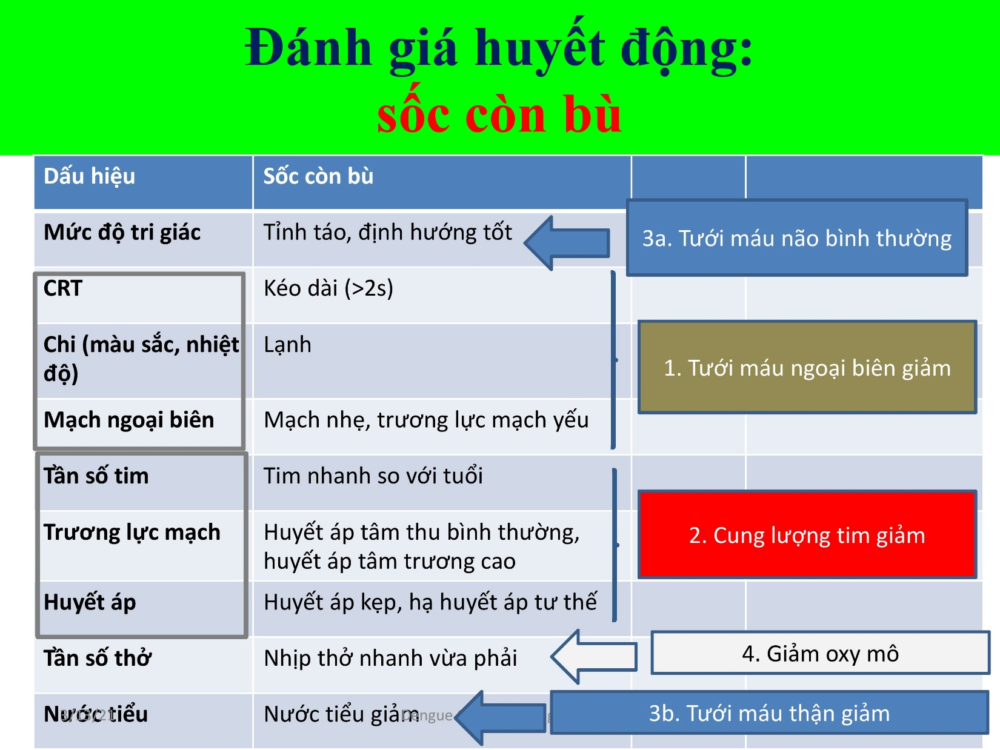 Đánh giá huyết động:
sốc còn bù
Dấu hiệu
Sốc còn bù
Mức độ tri giác
Tỉnh táo, định hướng tốt
3a. Tưới máu não bình thường
CRT
Kéo dài (>2s)
Chi (màu sắc, nhiệt
độ)
Lạnh
1. Tưới máu ngoại biên giảm
Mạch ngoại biên
Mạch nhẹ, trương lực mạch yếu
Tần số tim
Tim nhanh so với tuổi
Trương lực mạch
Huyết áp tâm thu bình thường,
huyết áp tâm trương cao
2. Cung lượng tim giảm
Huyết áp
Huyết áp kẹp, hạ huyết áp tư thế
Tần số thở
Nhịp thở nhanh vừa phải
4. Giảm oxy mô
Nước tiểu
3/13/21
Nước tiểu giảm
Dengue
3b. Tưới máu thận giảm